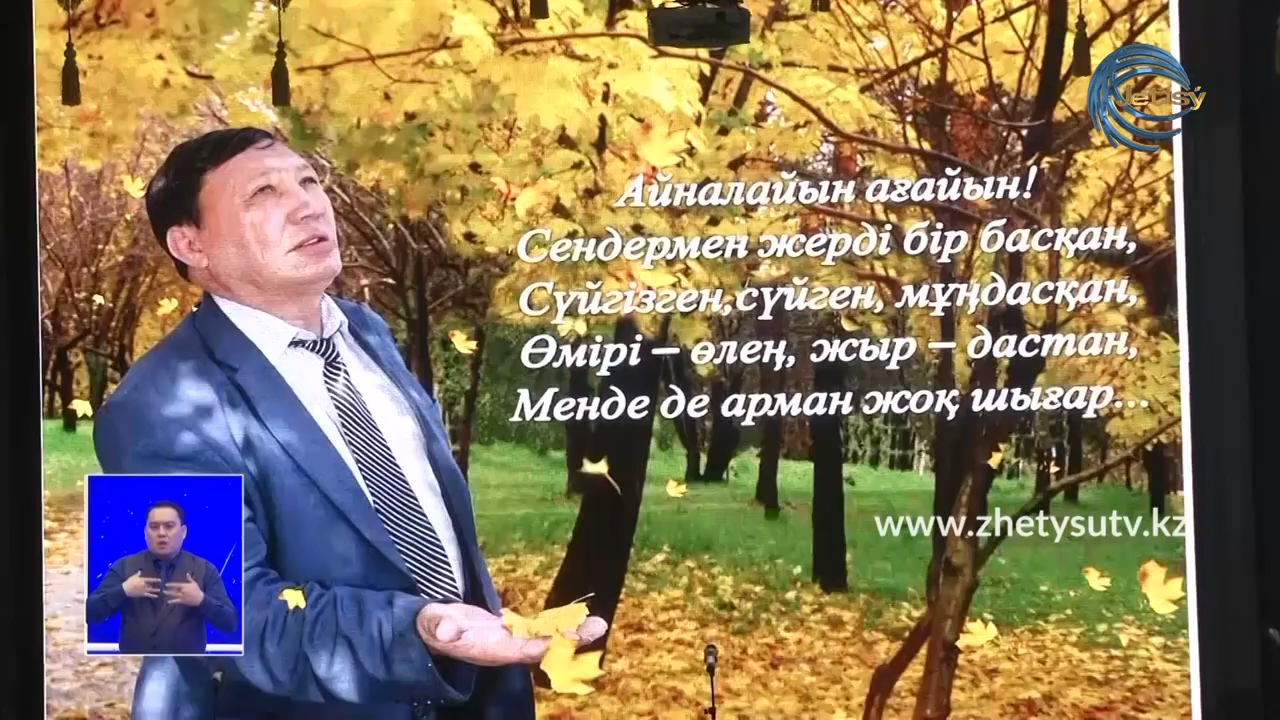 Jetisý
Айналайын ағайын!
Сендермен жерді бір басқан,
Сүйгізген,сүйген, мұңдасқан,
Өмірі – өлең, жыр – дастан,
Менде де арман жоқ шығар...
www.zhetysutv.kz